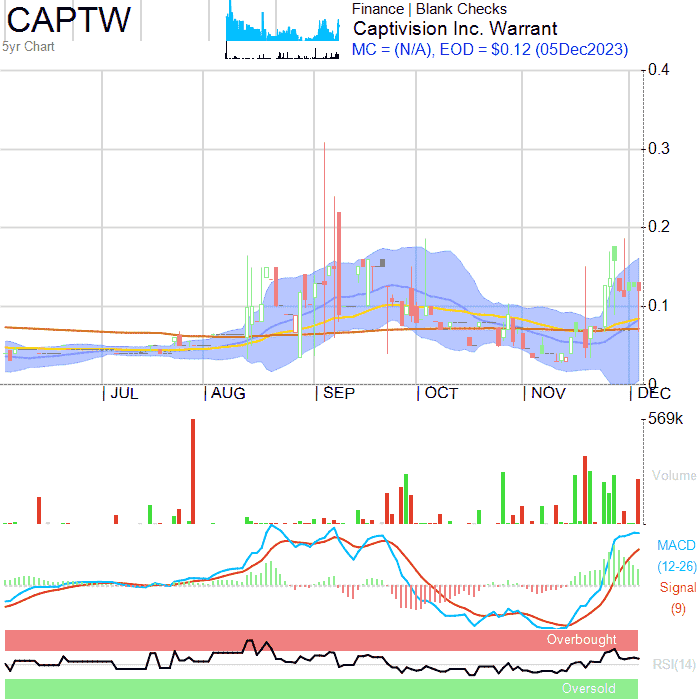 CAPTW
5yr Chart
Finance | Blank Checks
Captivision Inc. Warrant
MC = (N/A), EOD = $0.12 (05Dec2023)
0.4
0.3
0.2
0.1
0
JUL AUG SEP OCT NOV DEC
569k
Volume
MACD
(12-26)
Signal
(9)
Overbought
RSI(14)
Oversold